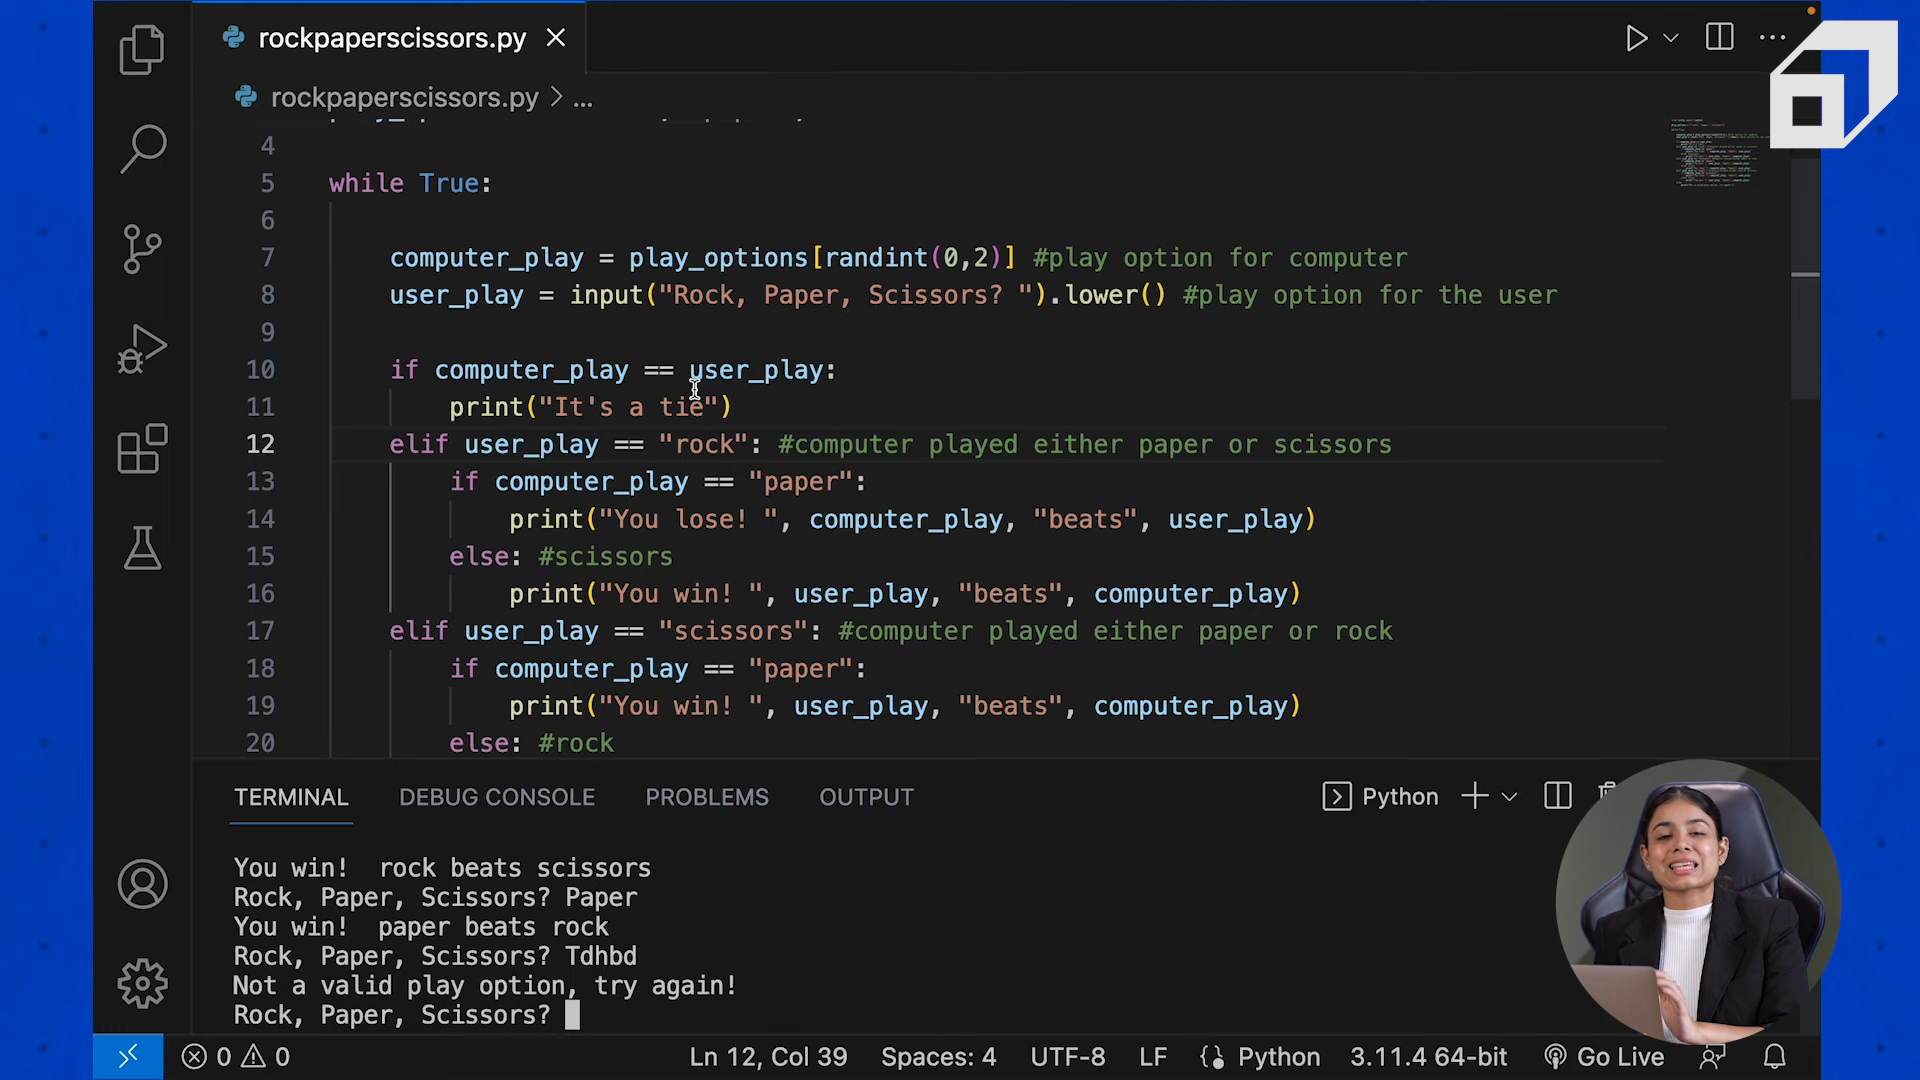 rockpaperscissors.py
rockpaperscissors.py > ...
4
5 while True:
6
7 computer_play = play_options[randint(0,2)] #play option for computer
8 user_play = input("Rock, Paper, Scissors? ").lower() #play option for the user
9
10 if computer_play == user_play:
11 print("It's a tie")
12 elif user_play == "rock": #computer played either paper or scissors
13 if computer_play == "paper":
14 print("You lose! ", computer_play, "beats", user_play)
15 else: #scissors
16 print("You win! ", user_play, "beats", computer_play)
17 elif user_play == "scissors": #computer played either paper or rock
18 if computer_play == "paper":
19 print("You win! ", user_play, "beats", computer_play)
20 else: #rock
TERMINAL DEBUG CONSOLE PROBLEMS OUTPUT Python
You win!  rock beats scissors
Rock, Paper, Scissors? Paper
You win!  paper beats rock
Rock, Paper, Scissors? Tdhbd
Not a valid play option, try again!
Rock, Paper, Scissors?
0 0 Ln 12, Col 39 Spaces: 4 UTF-8 LF Python 3.11.4 64-bit Go Live